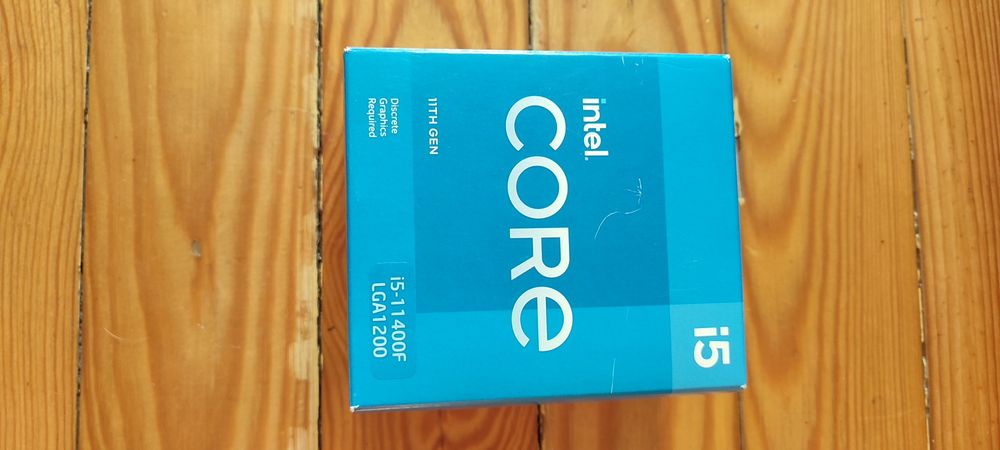 i5
intel.
CORe
11TH GEN
Discrete
Graphics
Required
i5-11400F
LGA1200